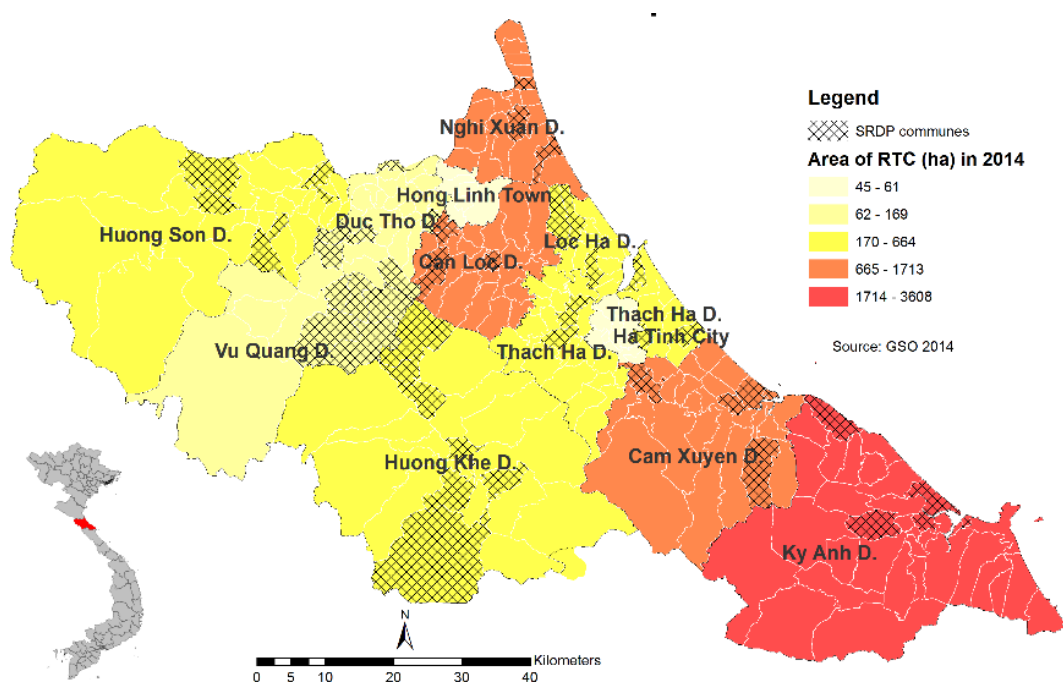 Legend
SRDP communes
Area of RTC (ha) in 2014
45 - 61
62 - 169
170 - 664
665 - 1713
1714 - 3608
Source: GSO 2014
Nghi Xuan D.
Hong Linh Town
Duc Tho D.
Huong Son D.
Loc Ha D.
Can Loc D.
Thach Ha D.
Ha Tinh City
Vu Quang D.
Thach Ha D.
Huong Khe D.
Cam Xuyen D.
Ky Anh D.
N
Kilometers
0 5 10 20 30 40